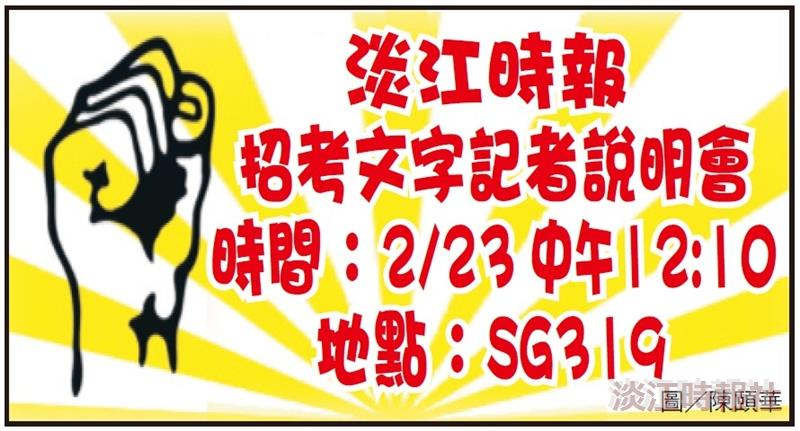 淡江時報
招考文字記者說明會
時間：2/23 中午12:10
地點：SG319
淡江時報社
圖／陳頤華